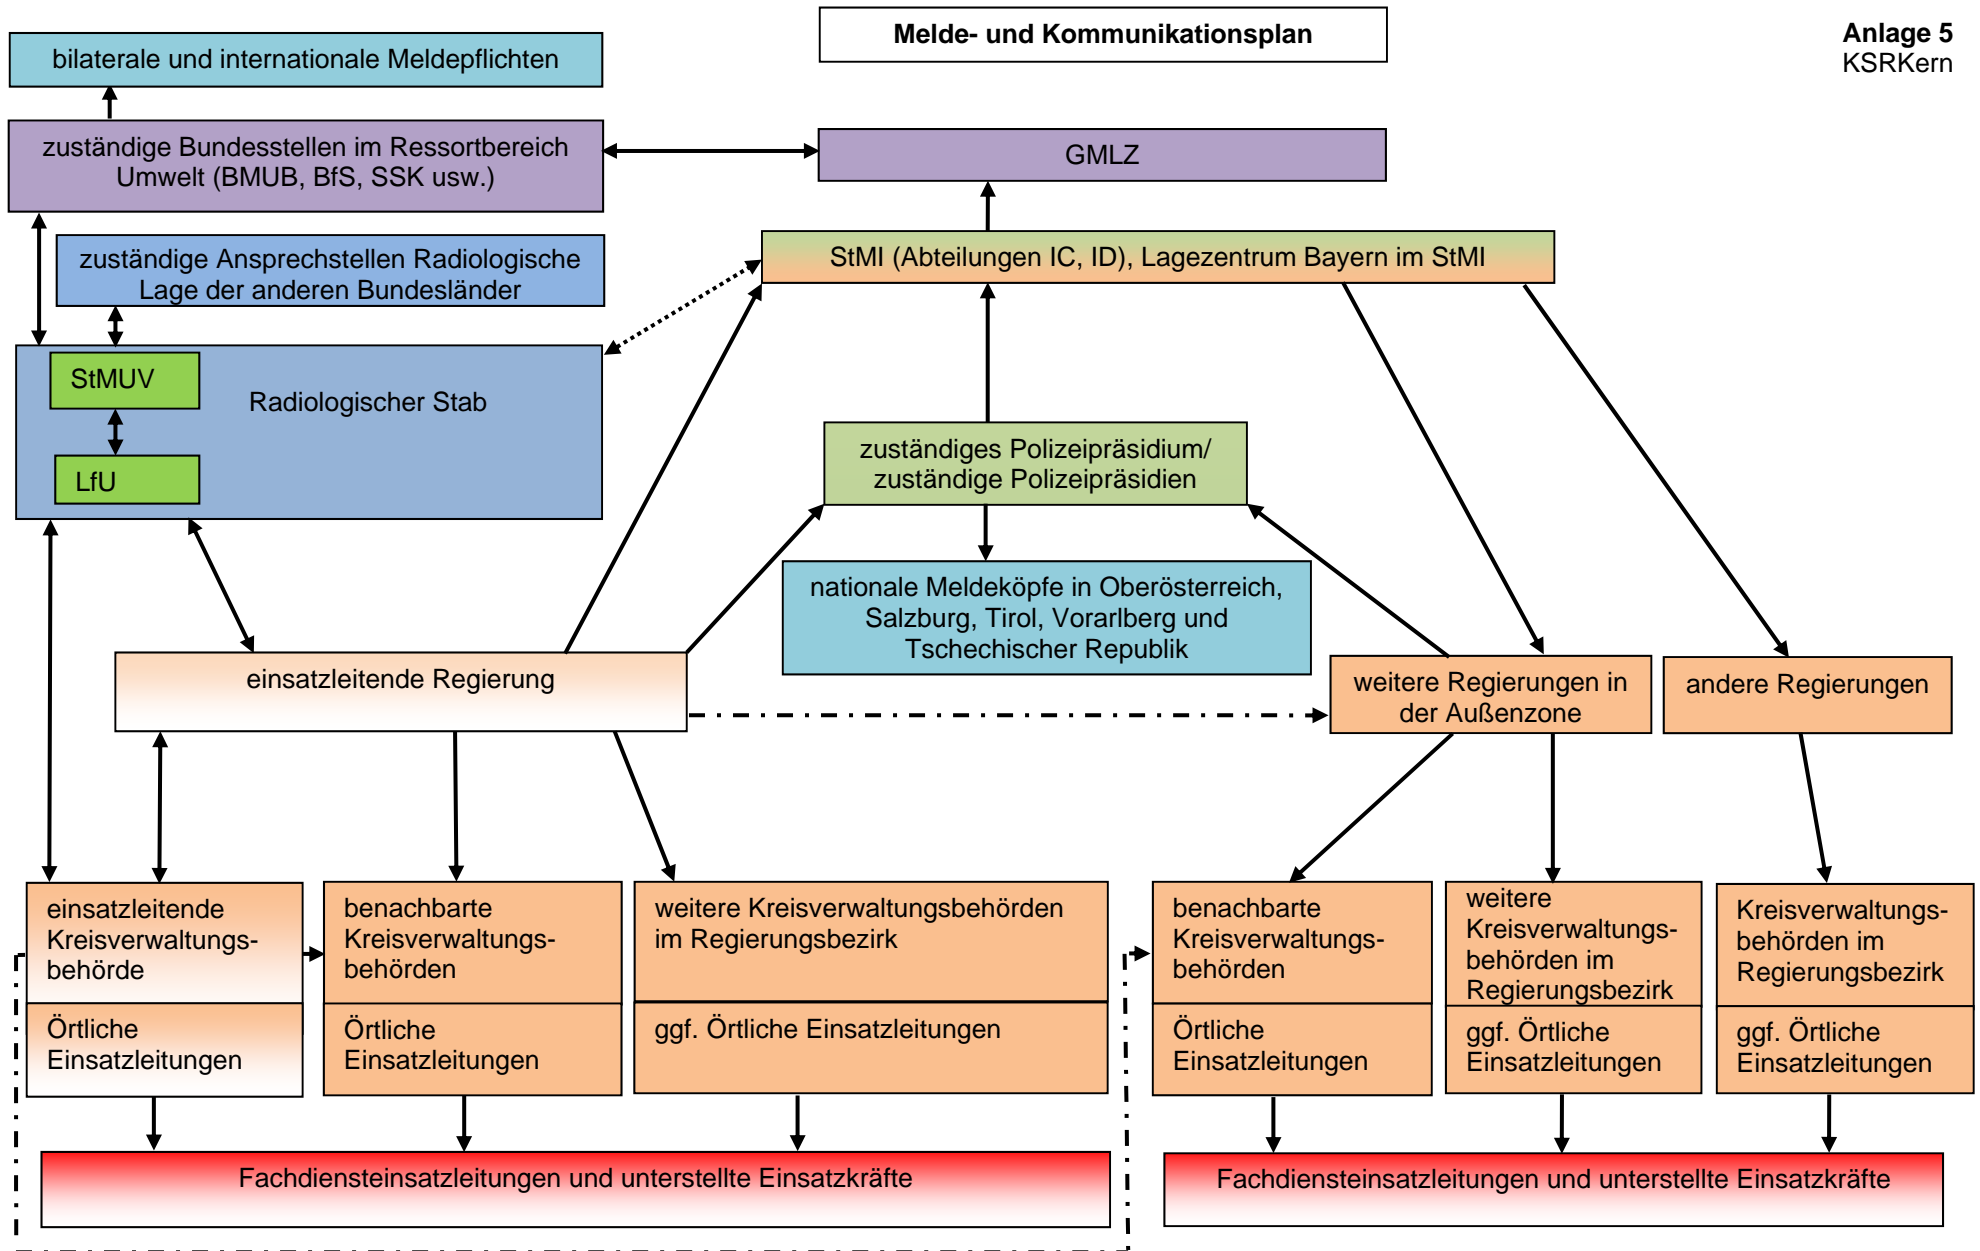 Melde- und Kommunikationsplan
Anlage 5
KSRKern
bilaterale und internationale Meldepflichten
zuständige Bundesstellen im Ressortbereich
Umwelt (BMUB, BfS, SSK usw.)
GMLZ
zuständige Ansprechstellen Radiologische
Lage der anderen Bundesländer
StMI (Abteilungen IC, ID), Lagezentrum Bayern im StMI
StMUV
Radiologischer Stab
LfU
zuständiges Polizeipräsidium/
zuständige Polizeipräsidien
nationale Meldeköpfe in Oberösterreich,
Salzburg, Tirol, Vorarlberg und
Tschechischer Republik
einsatzleitende Regierung
weitere Regierungen in
der Außenzone
andere Regierungen
einsatzleitende
Kreisverwaltungs-
behörde
Örtliche
Einsatzleitungen
benachbarte
Kreisverwaltungs-
behörden
Örtliche
Einsatzleitungen
weitere Kreisverwaltungsbehörden
im Regierungsbezirk
ggf. Örtliche Einsatzleitungen
benachbarte
Kreisverwaltungs-
behörden
Örtliche
Einsatzleitungen
weitere
Kreisverwaltungs-
behörden im
Regierungsbezirk
ggf. Örtliche
Einsatzleitungen
Kreisverwaltungs-
behörden im
Regierungsbezirk
ggf. Örtliche
Einsatzleitungen
Fachdiensteinsatzleitungen und unterstellte Einsatzkräfte
Fachdiensteinsatzleitungen und unterstellte Einsatzkräfte